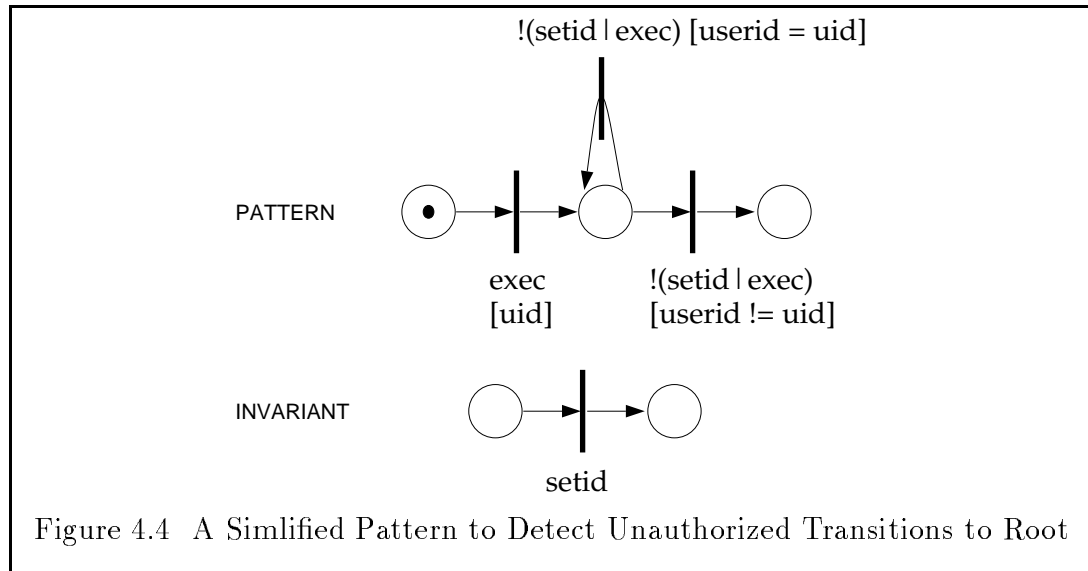 !(setid | exec) [userid = uid]
PATTERN
exec
[uid]
!(setid | exec)
[userid != uid]
INVARIANT
setid
Figure 4.4 A Simlified Pattern to Detect Unauthorized Transitions to Root